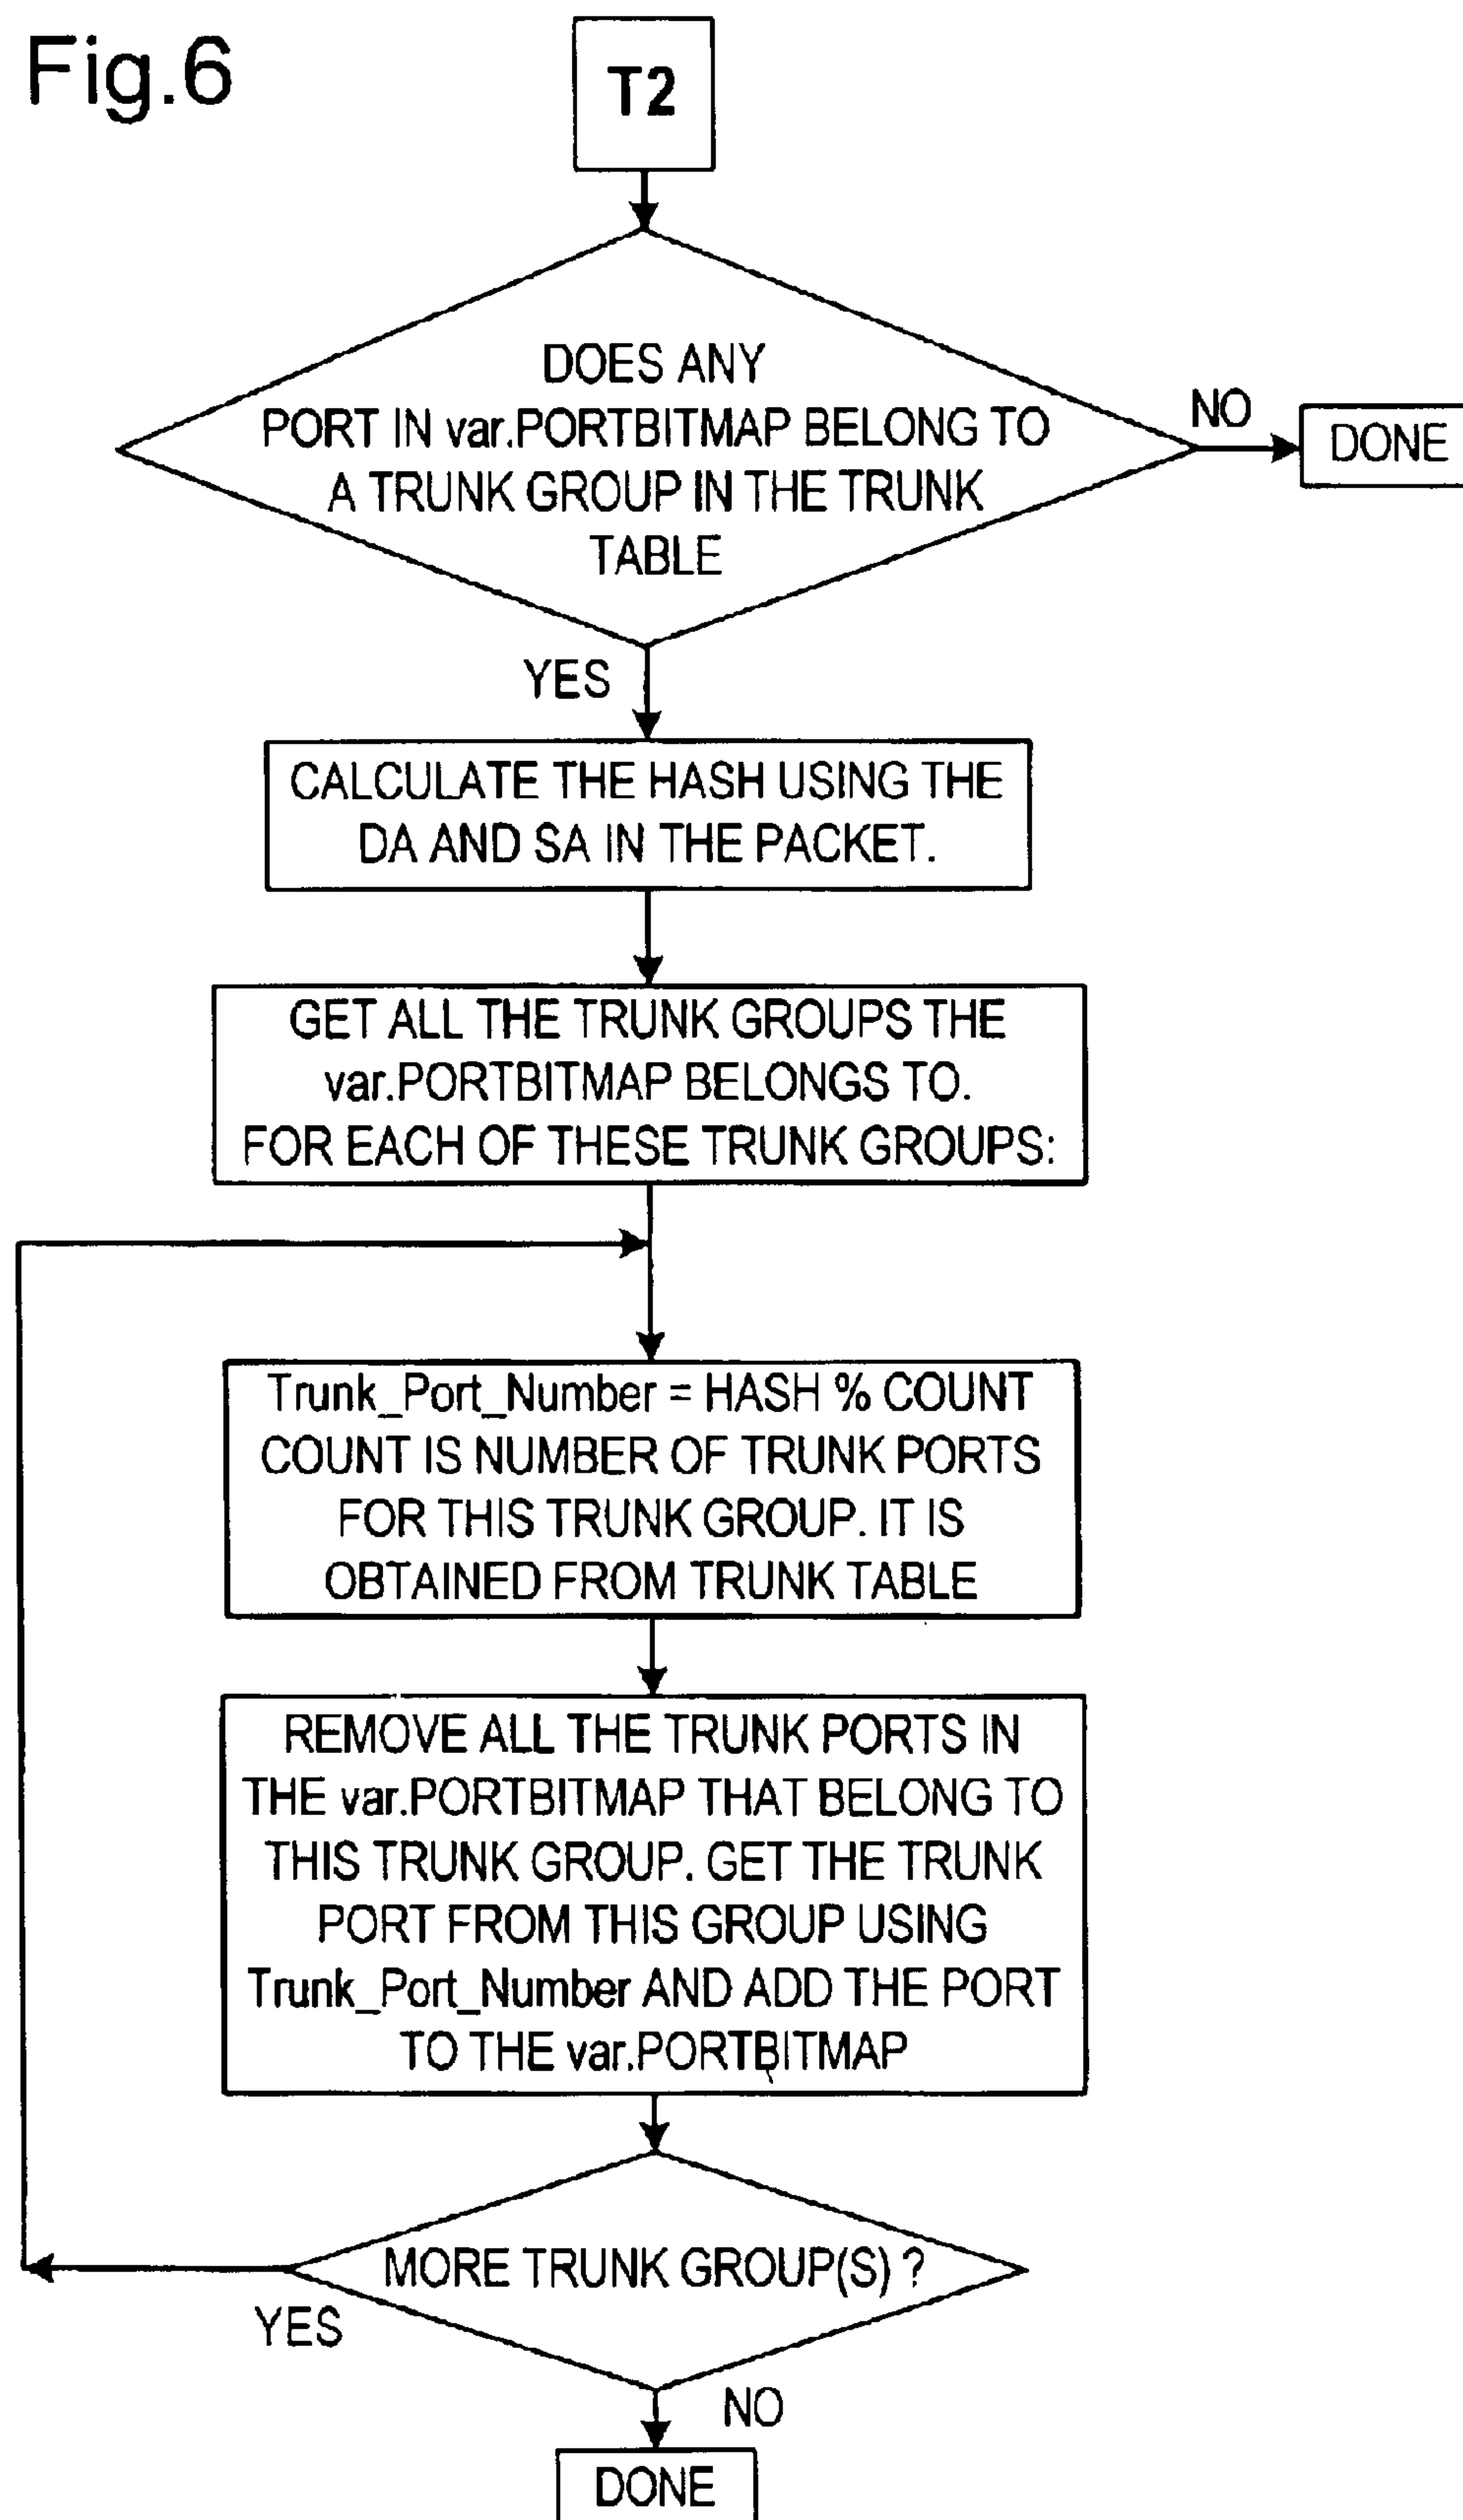 Fig.6
T2
DOES ANY
PORT IN var.PORTBITMAP BELONG TO
A TRUNK GROUP IN THE TRUNK
TABLE
NO
DONE
YES
CALCULATE THE HASH USING THE
DA AND SA IN THE PACKET.
GET ALL THE TRUNK GROUPS THE
var.PORTBITMAP BELONGS TO.
FOR EACH OF THESE TRUNK GROUPS:
Trunk_Port_Number = HASH % COUNT
COUNT IS NUMBER OF TRUNK PORTS
FOR THIS TRUNK GROUP. IT IS
OBTAINED FROM TRUNK TABLE
REMOVE ALL THE TRUNK PORTS IN
THE var.PORTBITMAP THAT BELONG TO
THIS TRUNK GROUP. GET THE TRUNK
PORT FROM THIS GROUP USING
Trunk_Port_Number AND ADD THE PORT
TO THE var.PORTBITMAP
MORE TRUNK GROUP(S) ?
YES
NO
DONE